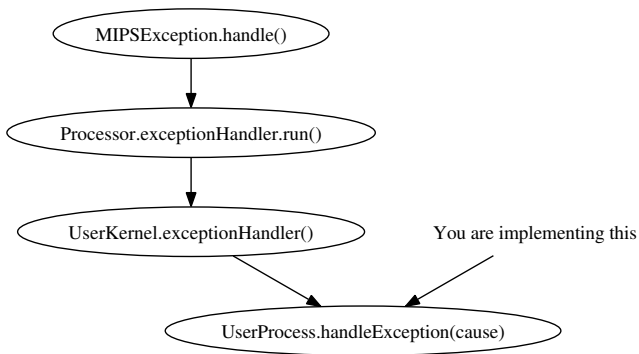 MIPSException.handle()
Processor.exceptionHandler.run()
UserKernel.exceptionHandler()
You are implementing this
UserProcess.handleException(cause)